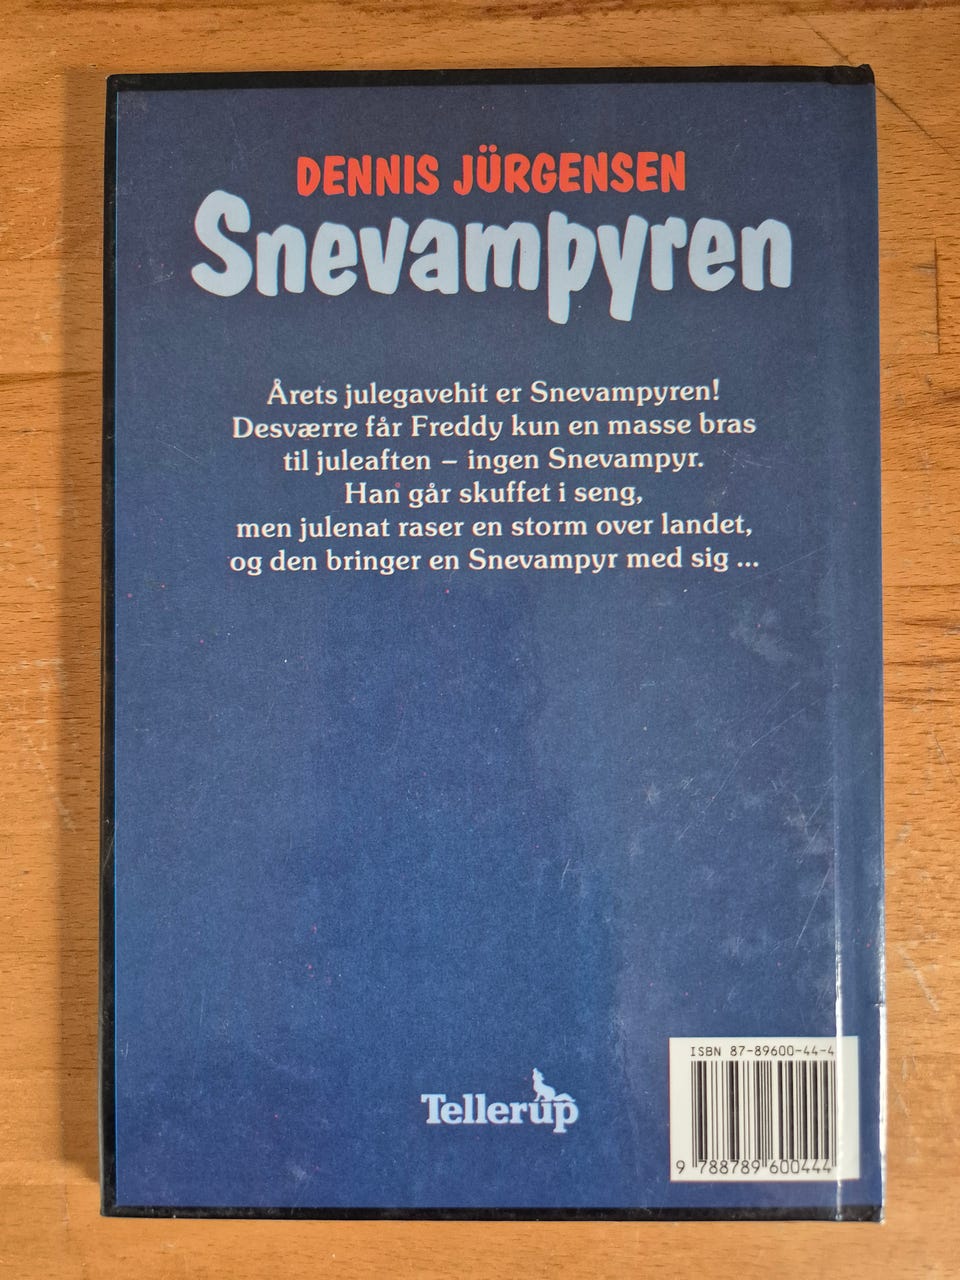 DENNIS JÜRGENSEN
Snevampyren
Årets julegavehit er Snevampyren!
Desværre får Freddy kun en masse bras
til juleaften – ingen Snevampyr.
Han går skuffet i seng,
men julenat raser en storm over landet,
og den bringer en Snevampyr med sig ...
Tellerup
ISBN 87-89600-44-4
9 788789 600444